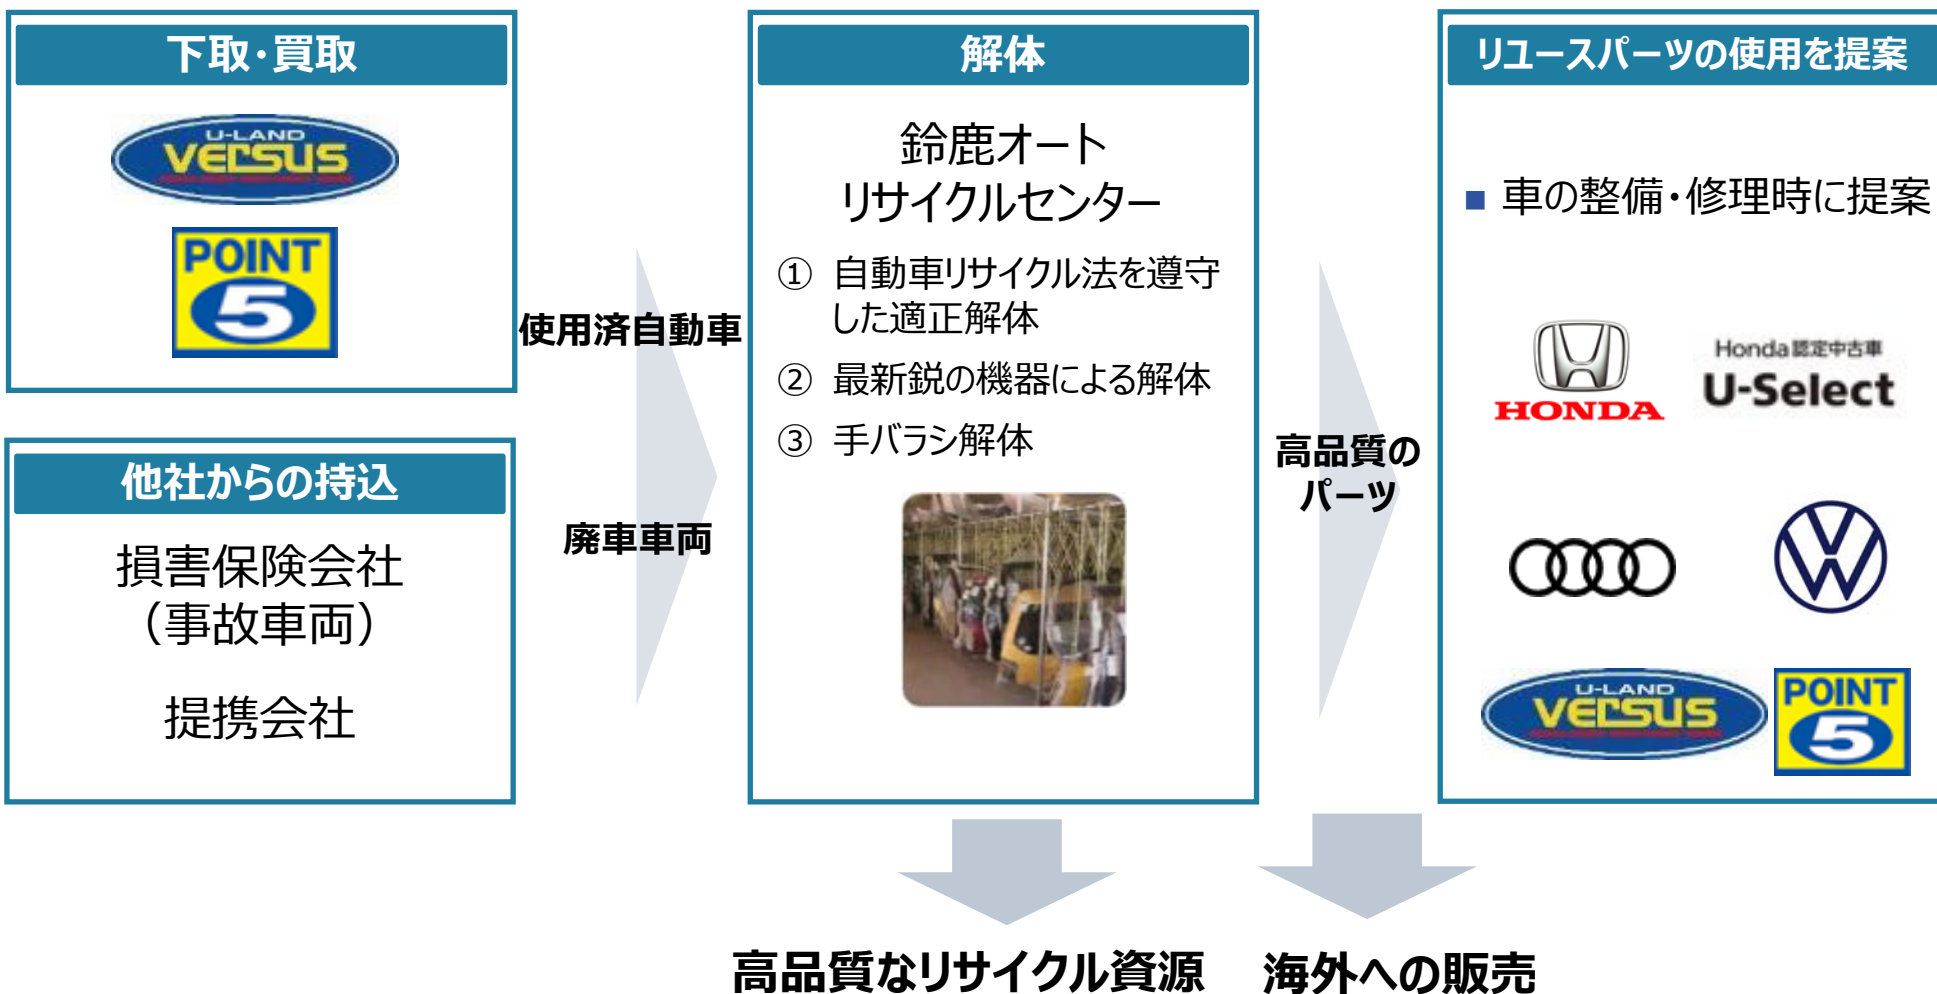 下取・買取
U-LAND
VERSUS
POINT
5
他社からの持込
損害保険会社
（事故車両）
提携会社
使用済自動車
廃車車両
解体
鈴鹿オート
リサイクルセンター
① 自動車リサイクル法を遵守
した適正解体
② 最新鋭の機器による解体
③ 手バラシ解体
高品質の
パーツ
リユースパーツの使用を提案
■ 車の整備・修理時に提案
HONDA
Honda認定中古車
U-Select
U-LAND
VERSUS
POINT
5
高品質なリサイクル資源
海外への販売